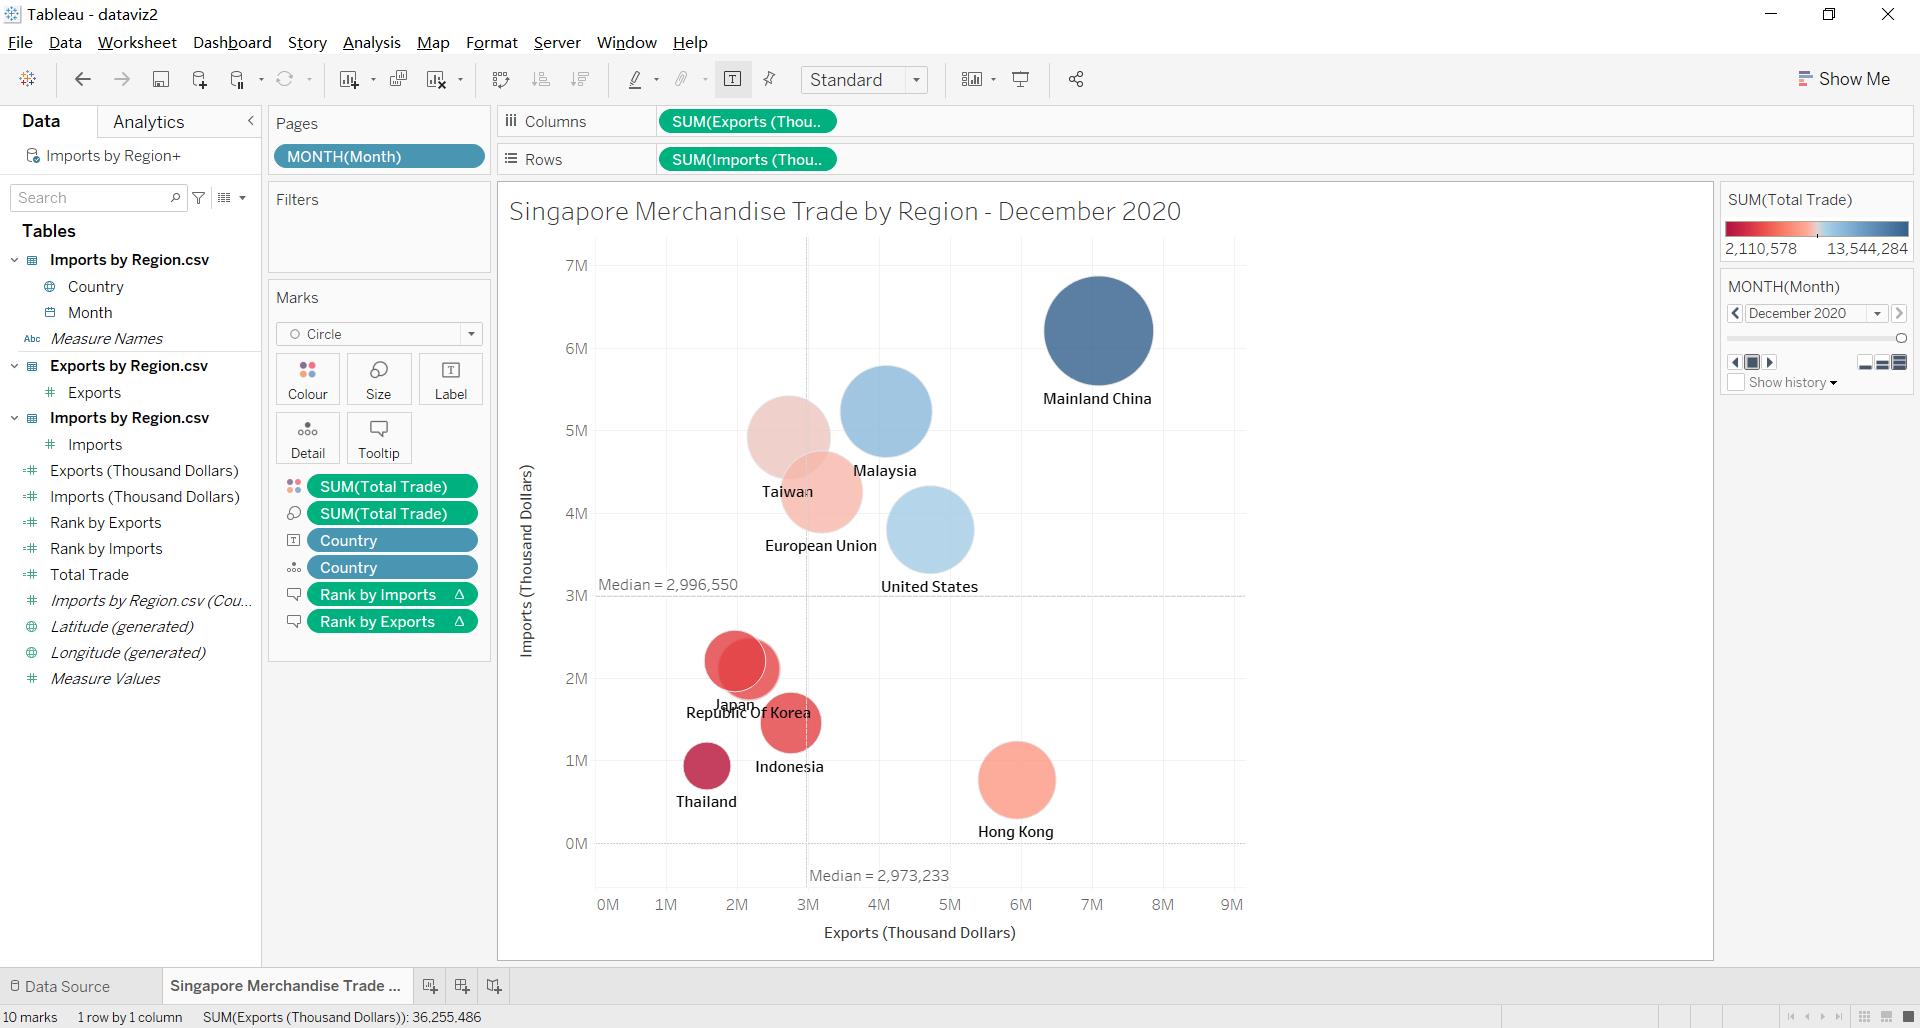 Tableau - dataviz2
File Data Worksheet Dashboard Story Analysis Map Format Server Window Help
Standard
Show Me
Data Analytics
Imports by Region+
Search
Tables
Imports by Region.csv
Country
Month
Abc Measure Names
Exports by Region.csv
Exports
Imports by Region.csv
Imports
Exports (Thousand Dollars)
Imports (Thousand Dollars)
Rank by Exports
Rank by Imports
Total Trade
Imports by Region.csv (Cou...
Latitude (generated)
Longitude (generated)
Measure Values
Pages
MONTH(Month)
Filters
Marks
Circle
Colour Size Label
Detail Tooltip
SUM(Total Trade)
SUM(Total Trade)
Country
Country
Rank by Imports Δ
Rank by Exports Δ
Columns SUM(Exports (Thou..
Rows SUM(Imports (Thou..
Singapore Merchandise Trade by Region - December 2020
7M
6M
5M
4M
3M
2M
1M
0M
Imports (Thousand Dollars)
Mainland China
Malaysia
Taiwan
European Union
United States
Median = 2,996,550
Japan
Republic Of Korea
Indonesia
Thailand
Hong Kong
Median = 2,973,233
0M 1M 2M 3M 4M 5M 6M 7M 8M 9M
Exports (Thousand Dollars)
SUM(Total Trade)
2,110,578 13,544,284
MONTH(Month)
December 2020
Show history
Data Source
Singapore Merchandise Trade ...
10 marks 1 row by 1 column SUM(Exports (Thousand Dollars)): 36,255,486